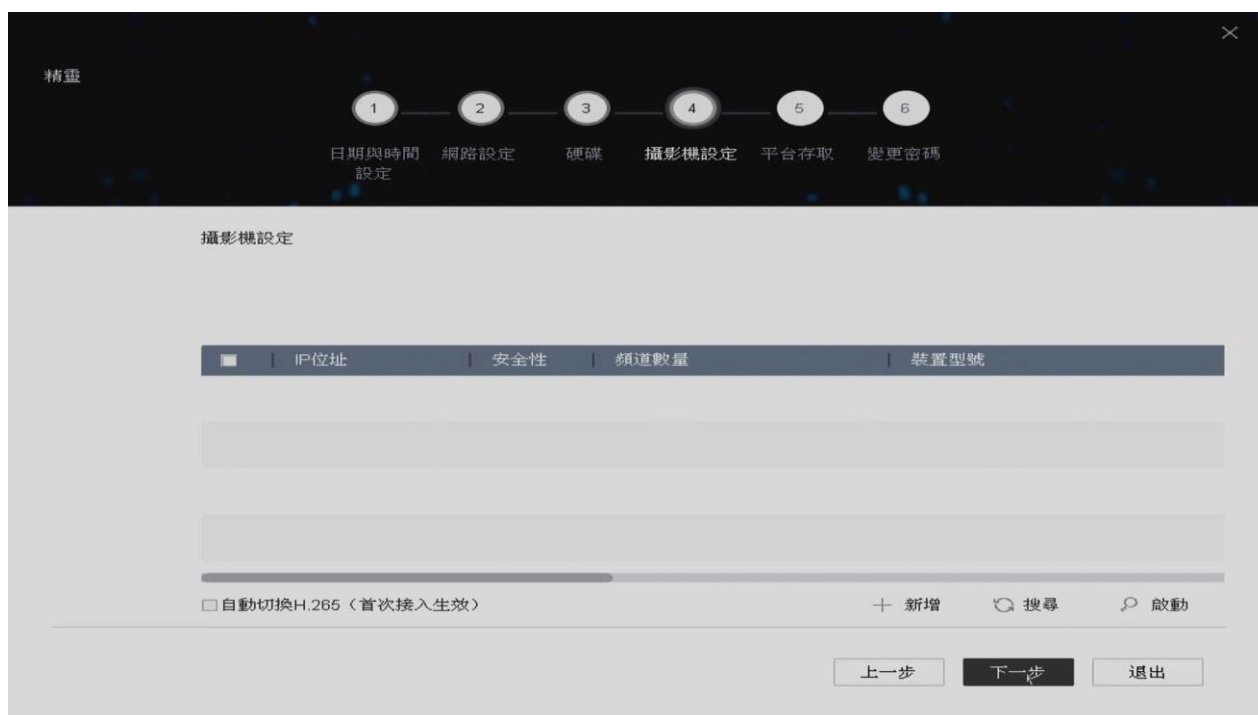 精靈
1 2 3 4 5 6
日期與時間 網路設定 硬碟 攝影機設定 平台存取 變更密碼
設定
攝影機設定
IP位址 安全性 頻道數量 裝置型號
自動切換H.265（首次接入生效）
新增 搜尋 啟動
上一步 下一步 退出